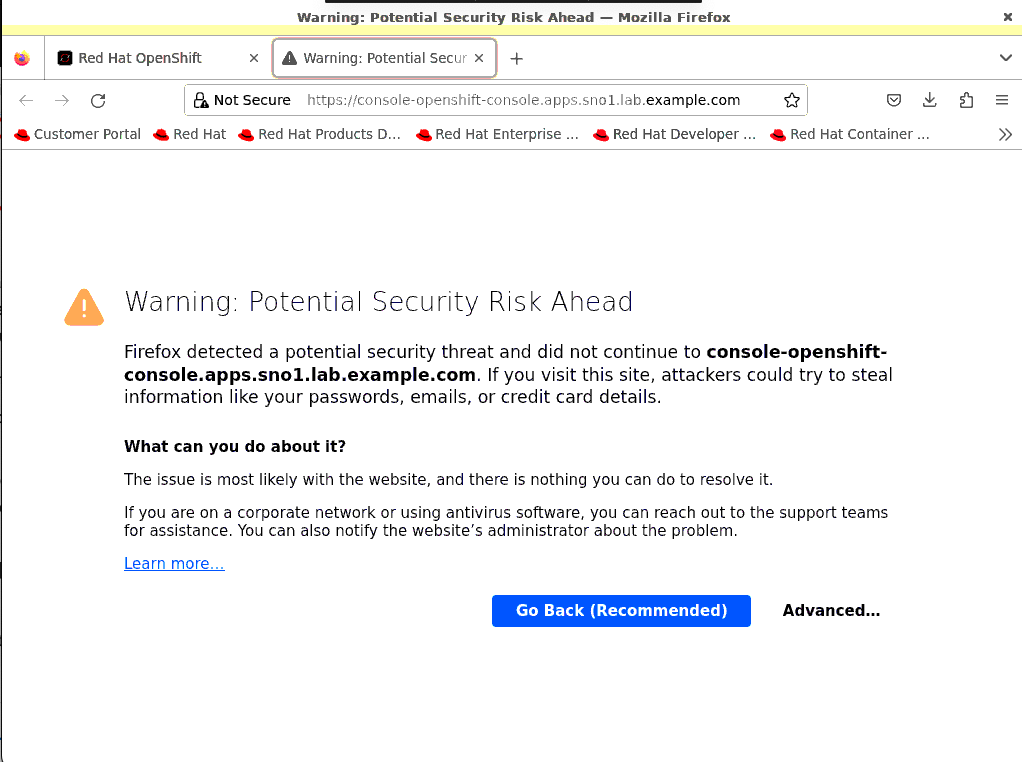 Warning: Potential Security Risk Ahead — Mozilla Firefox
Red Hat OpenShift
Warning: Potential Secur
Not Secure https://console-openshift-console.apps.sno1.lab.example.com
Customer Portal Red Hat Red Hat Products D... Red Hat Enterprise ... Red Hat Developer ... Red Hat Container ...
Warning: Potential Security Risk Ahead
Firefox detected a potential security threat and did not continue to console-openshift-
console.apps.sno1.lab.example.com. If you visit this site, attackers could try to steal
information like your passwords, emails, or credit card details.
What can you do about it?
The issue is most likely with the website, and there is nothing you can do to resolve it.
If you are on a corporate network or using antivirus software, you can reach out to the support teams
for assistance. You can also notify the website’s administrator about the problem.
Learn more…
Go Back (Recommended) Advanced…